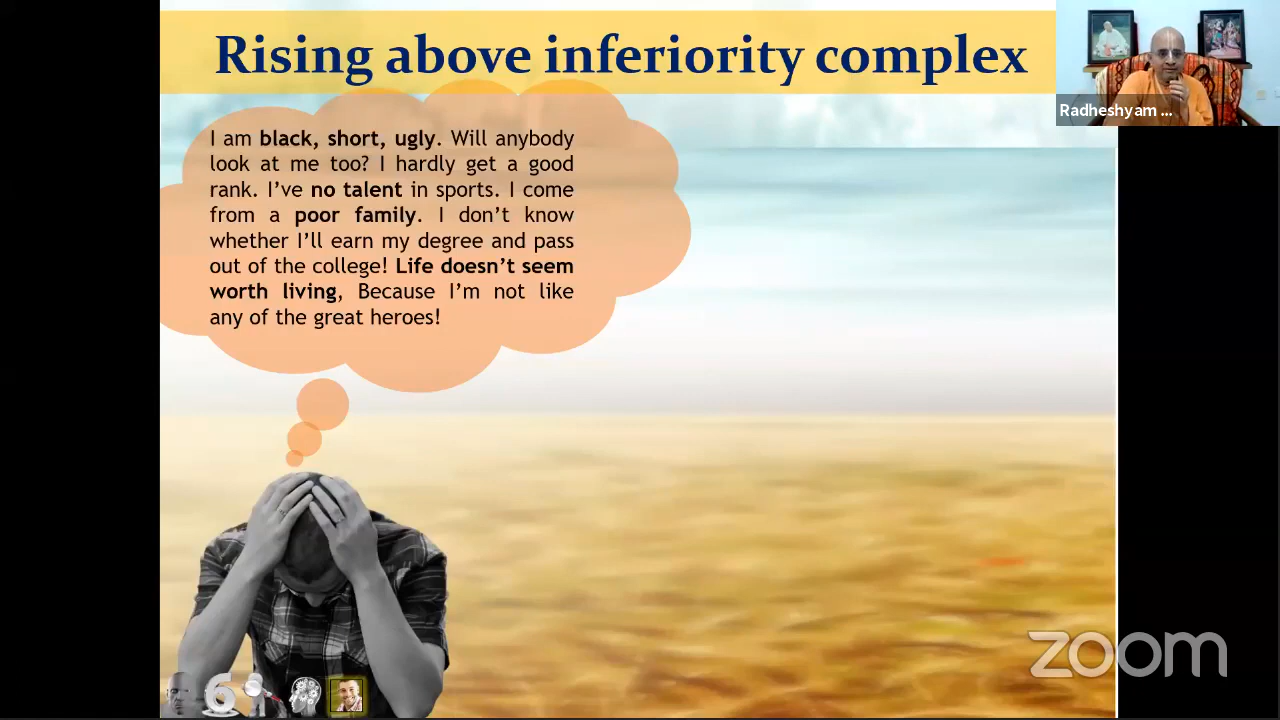 Rising above inferiority complex
Radheshyam ...
I am black, short, ugly. Will anybody
look at me too? I hardly get a good
rank. I've no talent in sports. I come
from a poor family. I don't know
whether I'll earn my degree and pass
out of the college! Life doesn't seem
worth living, Because I'm not like
any of the great heroes!
6
zoom